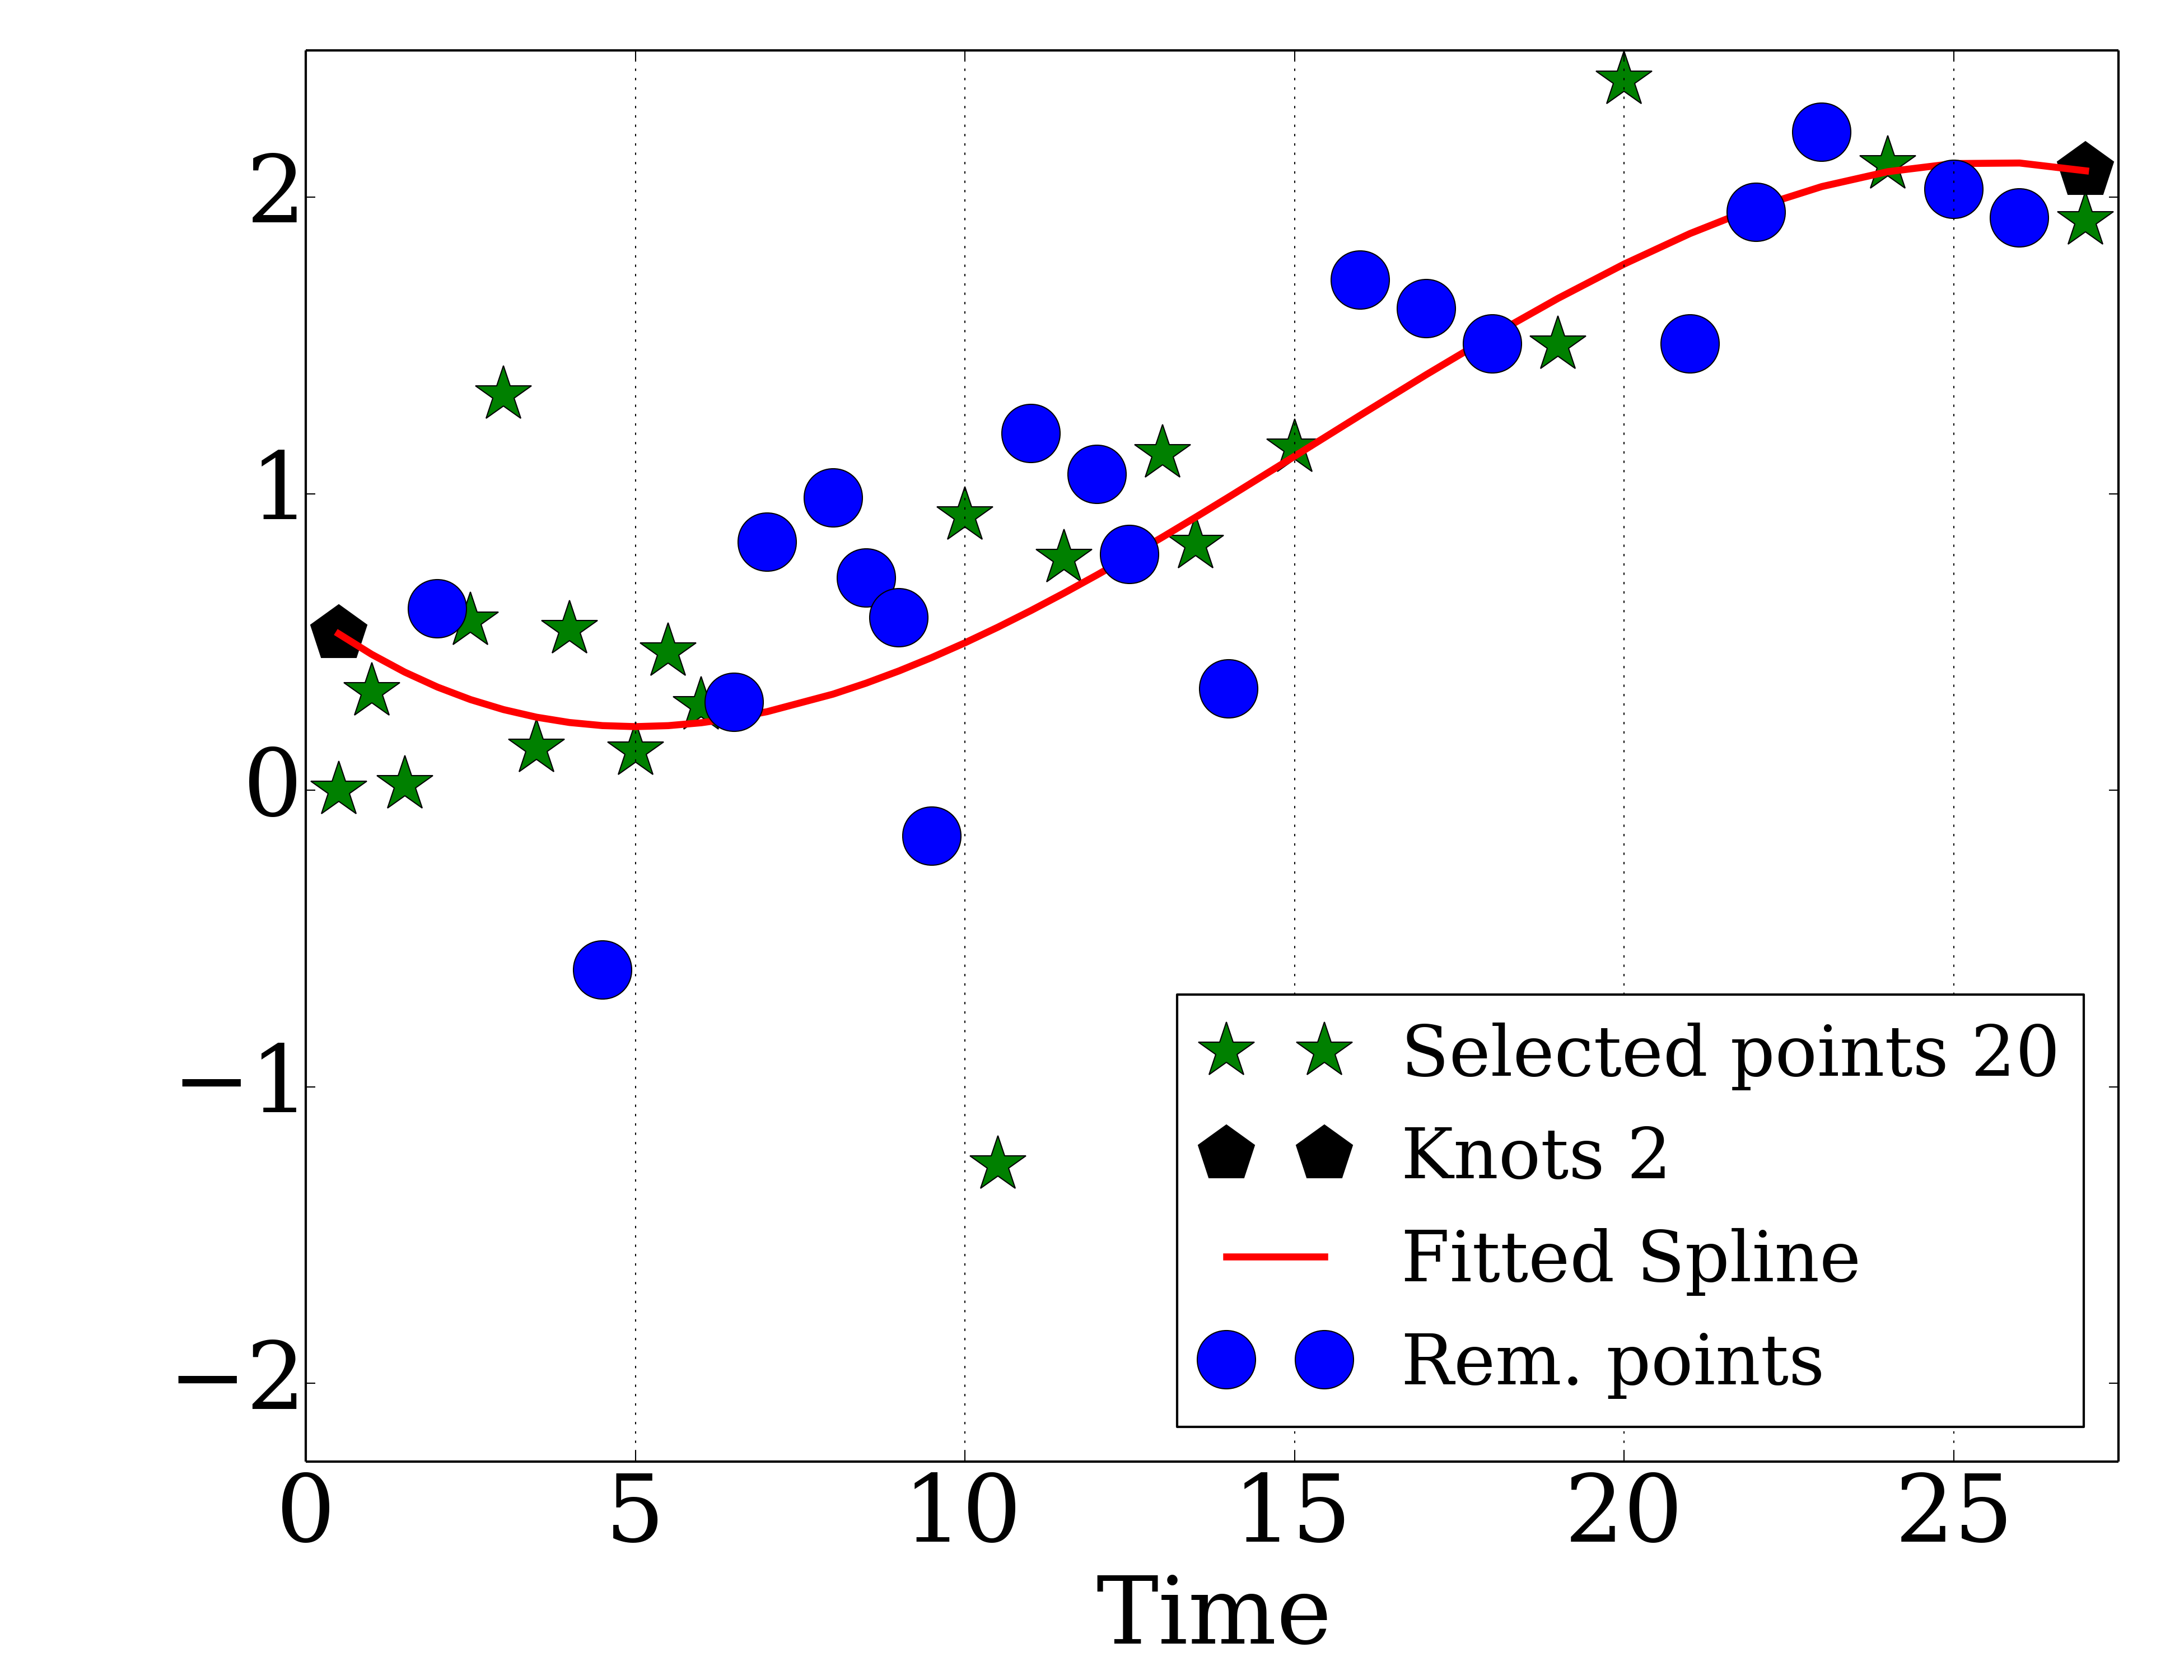 2
1
0
−1
−2
0 5 10 15 20 25
Time
Selected points 20
Knots 2
Fitted Spline
Rem. points